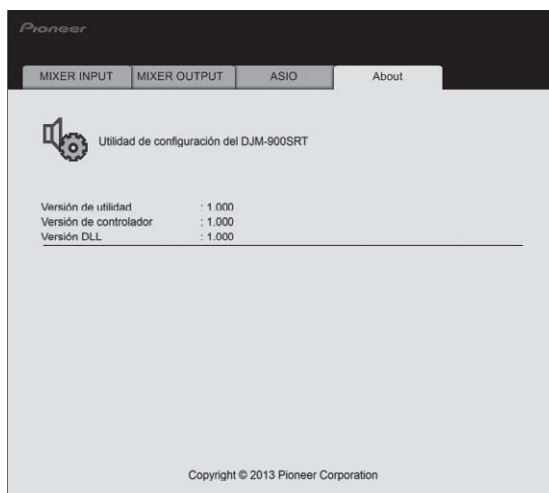 Pioneer
MIXER INPUT MIXER OUTPUT ASIO About
Utilidad de configuración del DJM-900SRT
Versión de utilidad : 1.000
Versión de controlador : 1.000
Versión DLL : 1.000
Copyright © 2013 Pioneer Corporation